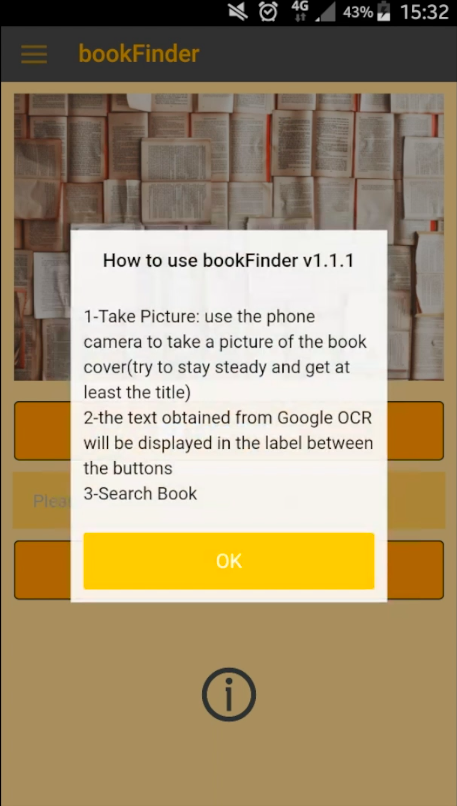 4G 43% 15:32
bookFinder
How to use bookFinder v1.1.1
1-Take Picture: use the phone
camera to take a picture of the book
cover(try to stay steady and get at
least the title)
2-the text obtained from Google OCR
will be displayed in the label between
the buttons
3-Search Book
Plea
OK